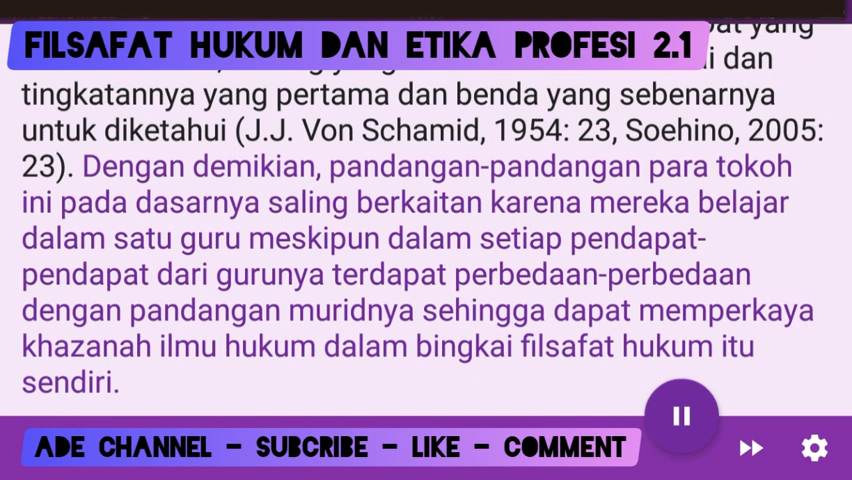 FILSAFAT HUKUM DAN ETIKA PROFESI 2.1
yang
dan
tingkatannya yang pertama dan benda yang sebenarnya
untuk diketahui (J.J. Von Schamid, 1954: 23, Soehino, 2005:
23). Dengan demikian, pandangan-pandangan para tokoh
ini pada dasarnya saling berkaitan karena mereka belajar
dalam satu guru meskipun dalam setiap pendapat-
pendapat dari gurunya terdapat perbedaan-perbedaan
dengan pandangan muridnya sehingga dapat memperkaya
khazanah ilmu hukum dalam bingkai filsafat hukum itu
sendiri.
ADE CHANNEL - SUBCRIBE - LIKE - COMMENT